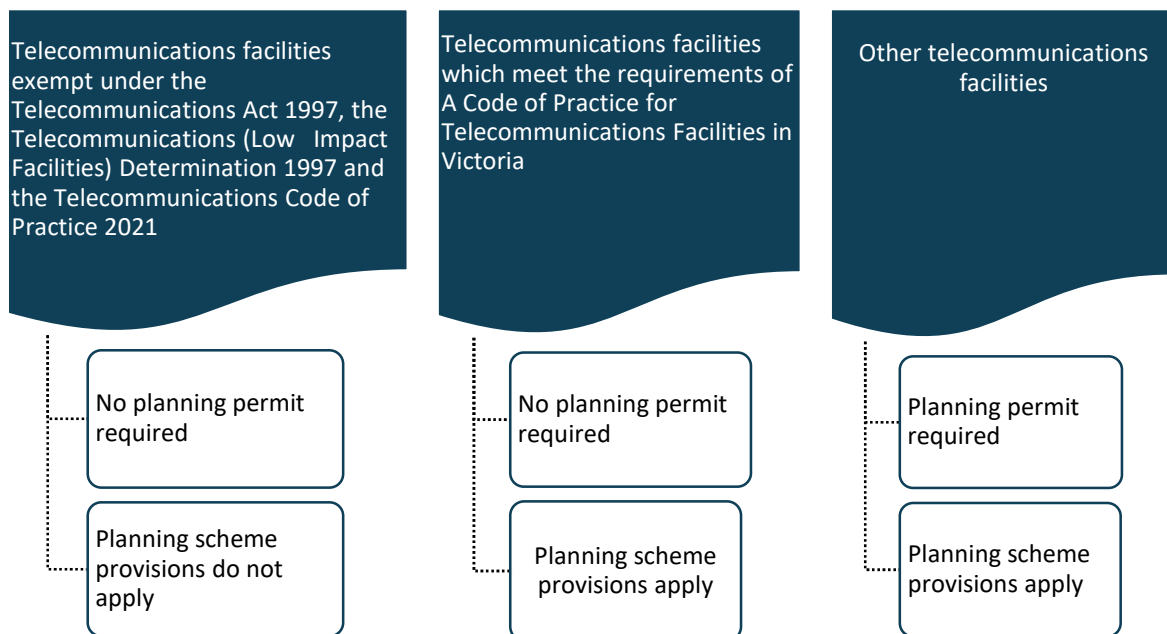 Telecommunications facilities
exempt under the
Telecommunications Act 1997, the
Telecommunications (Low Impact
Facilities) Determination 1997 and
the Telecommunications Code of
Practice 2021
No planning permit
required
Planning scheme
provisions do not
apply
Telecommunications facilities
which meet the requirements of
A Code of Practice for
Telecommunications Facilities in
Victoria
No planning permit
required
Planning scheme
provisions apply
Other telecommunications
facilities
Planning permit
required
Planning scheme
provisions apply